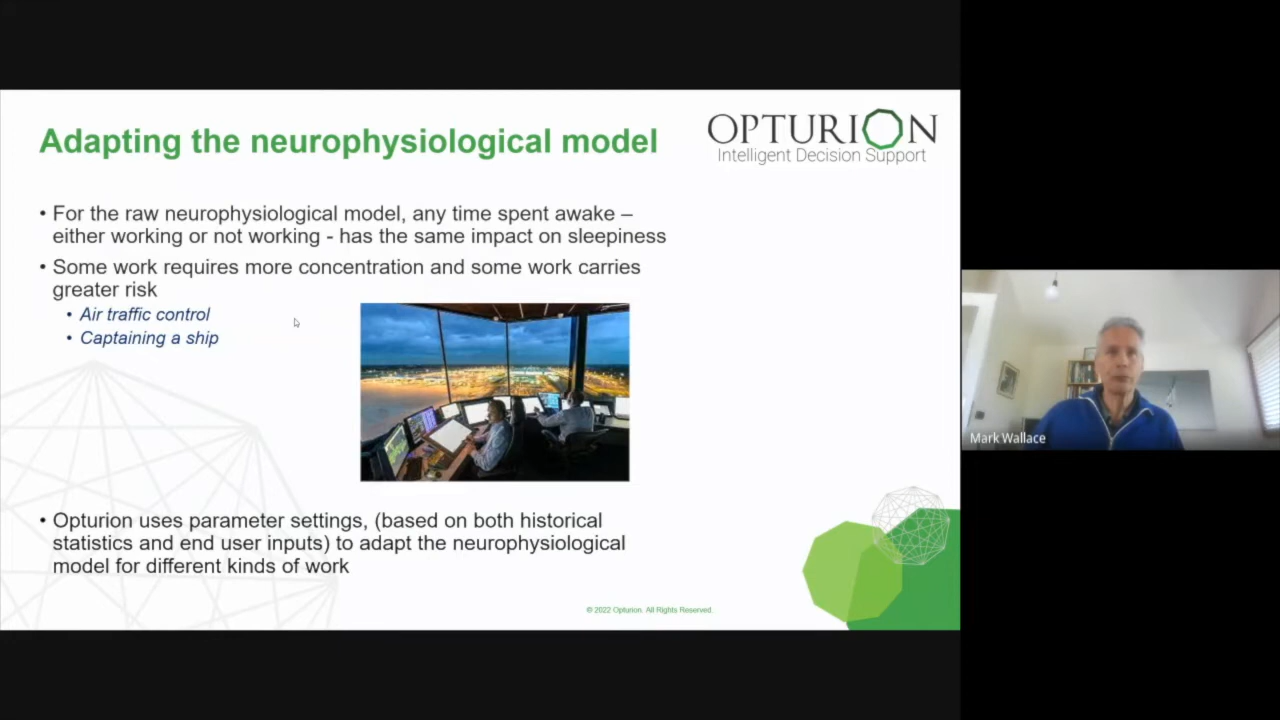 Adapting the neurophysiological model
OPTURION
Intelligent Decision Support
• For the raw neurophysiological model, any time spent awake –
either working or not working - has the same impact on sleepiness
• Some work requires more concentration and some work carries
greater risk
• Air traffic control
• Captaining a ship
• Opturion uses parameter settings, (based on both historical
statistics and end user inputs) to adapt the neurophysiological
model for different kinds of work
© 2022 Opturion. All Rights Reserved.
Mark Wallace